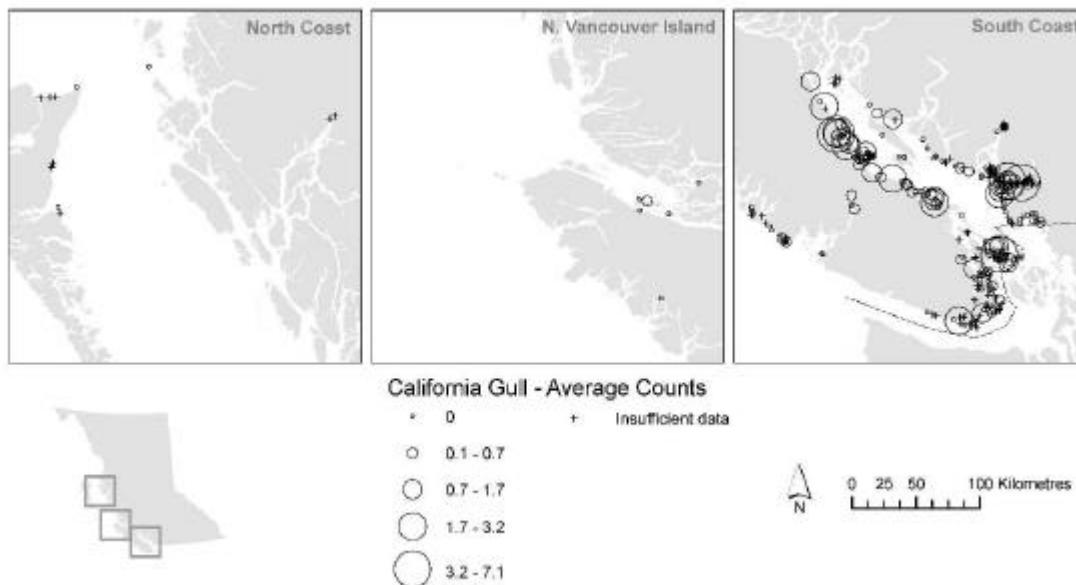 North Coast
N. Vancouver Island
South Coast
California Gull - Average Counts
0
Insufficient data
0.1 - 0.7
0.7 - 1.7
1.7 - 3.2
3.2 - 7.1
N
0 25 50 100 Kilometres